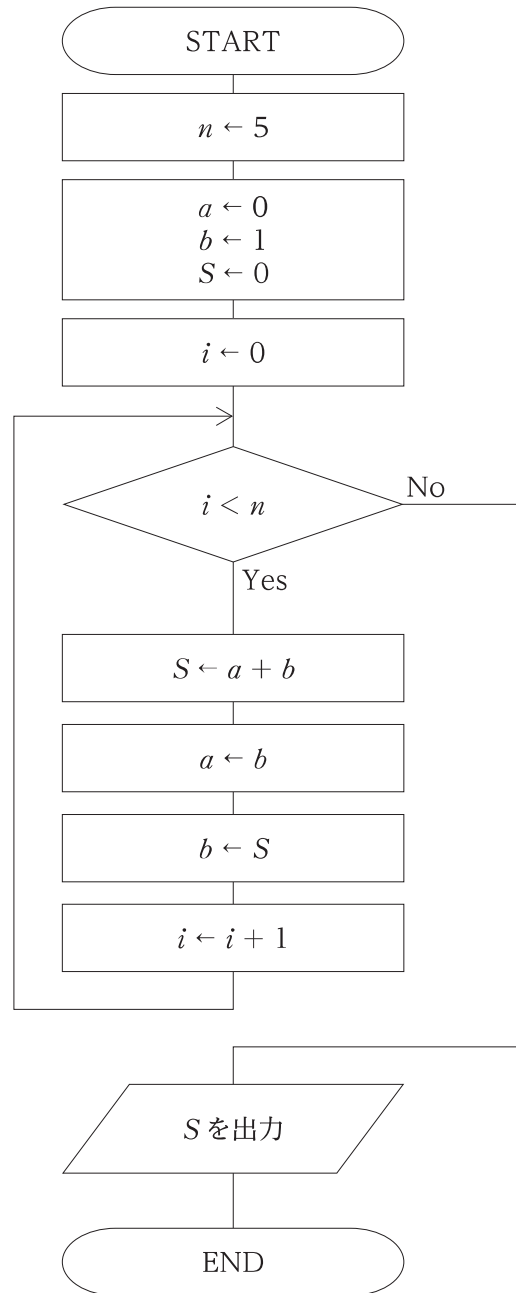 START
n ← 5
a ← 0
b ← 1
S ← 0
i ← 0
i < n
No
Yes
S ← a + b
a ← b
b ← S
i ← i + 1
Sを出力
END